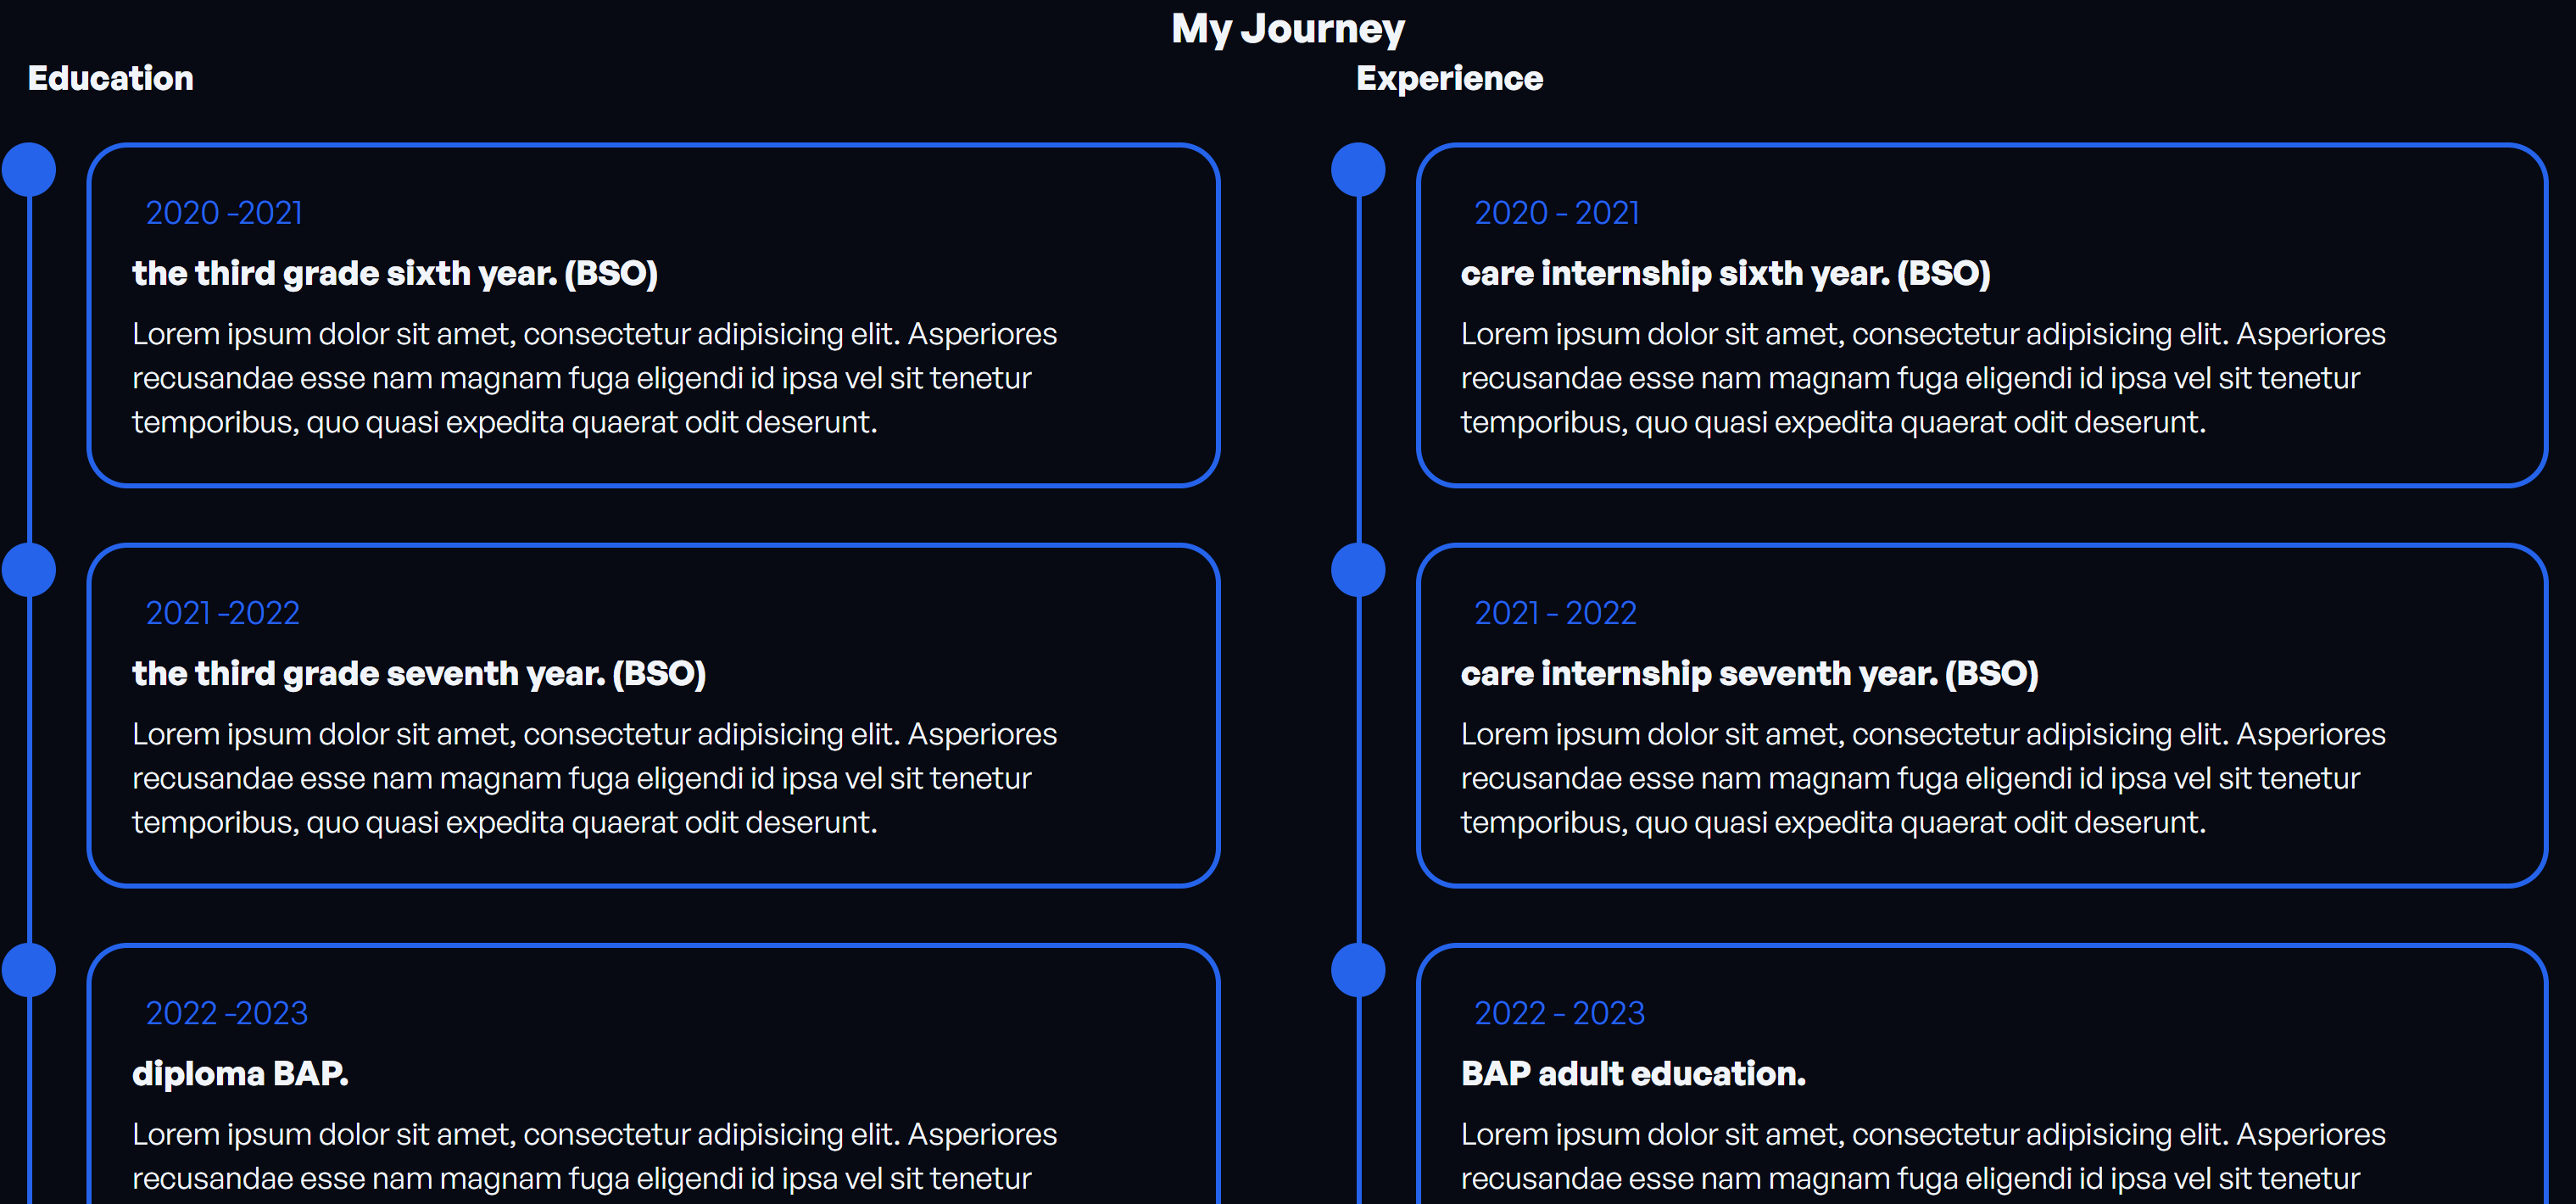 My Journey
Education
2020 -2021
the third grade sixth year. (BSO)
Lorem ipsum dolor sit amet, consectetur adipisicing elit. Asperiores
recusandae esse nam magnam fuga eligendi id ipsa vel sit tenetur
temporibus, quo quasi expedita quaerat odit deserunt.
2021 -2022
the third grade seventh year. (BSO)
Lorem ipsum dolor sit amet, consectetur adipisicing elit. Asperiores
recusandae esse nam magnam fuga eligendi id ipsa vel sit tenetur
temporibus, quo quasi expedita quaerat odit deserunt.
2022 -2023
diploma BAP.
Lorem ipsum dolor sit amet, consectetur adipisicing elit. Asperiores
recusandae esse nam magnam fuga eligendi id ipsa vel sit tenetur
Experience
2020 - 2021
care internship sixth year. (BSO)
Lorem ipsum dolor sit amet, consectetur adipisicing elit. Asperiores
recusandae esse nam magnam fuga eligendi id ipsa vel sit tenetur
temporibus, quo quasi expedita quaerat odit deserunt.
2021 - 2022
care internship seventh year. (BSO)
Lorem ipsum dolor sit amet, consectetur adipisicing elit. Asperiores
recusandae esse nam magnam fuga eligendi id ipsa vel sit tenetur
temporibus, quo quasi expedita quaerat odit deserunt.
2022 - 2023
BAP adult education.
Lorem ipsum dolor sit amet, consectetur adipisicing elit. Asperiores
recusandae esse nam magnam fuga eligendi id ipsa vel sit tenetur